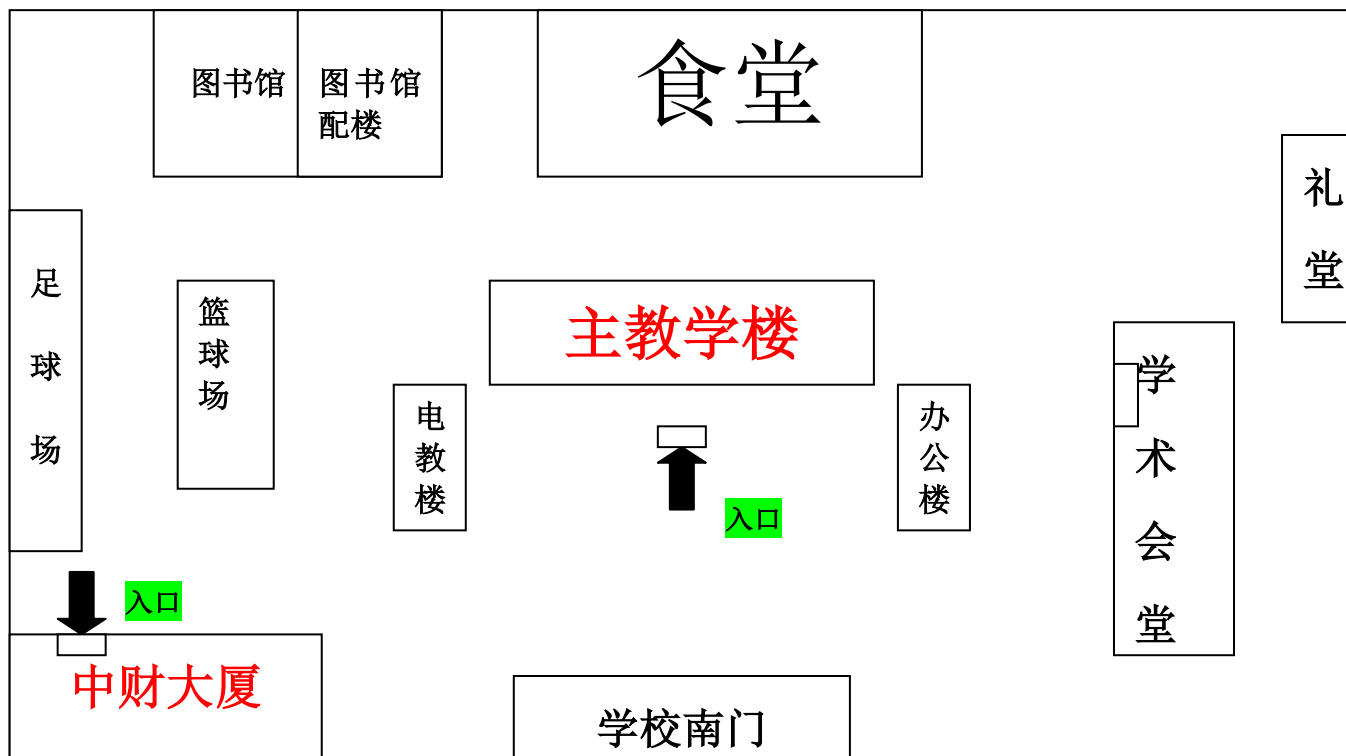 图书馆
图书馆
配楼
食堂
礼
堂
足
球
场
篮
球
场
主教学楼
电
教
楼
入口
办
公
楼
学
术
会
堂
入口
中财大厦
学校南门